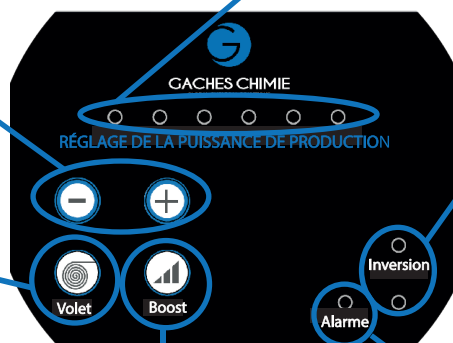 GACHES CHIMIE
RÉGLAGE DE LA PUISSANCE DE PRODUCTION
Inversion
Volet
Boost
Alarme